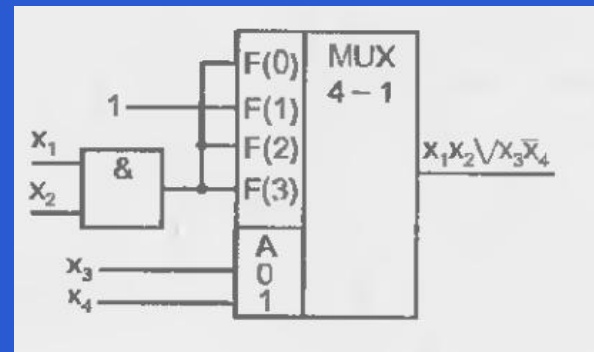 F(0) MUX
4 – 1
1 F(1)
x₁ & F(2) x₁x₂\/x₃x̄₄
x₂ F(3)
A
x₃ 0
x₄ 1